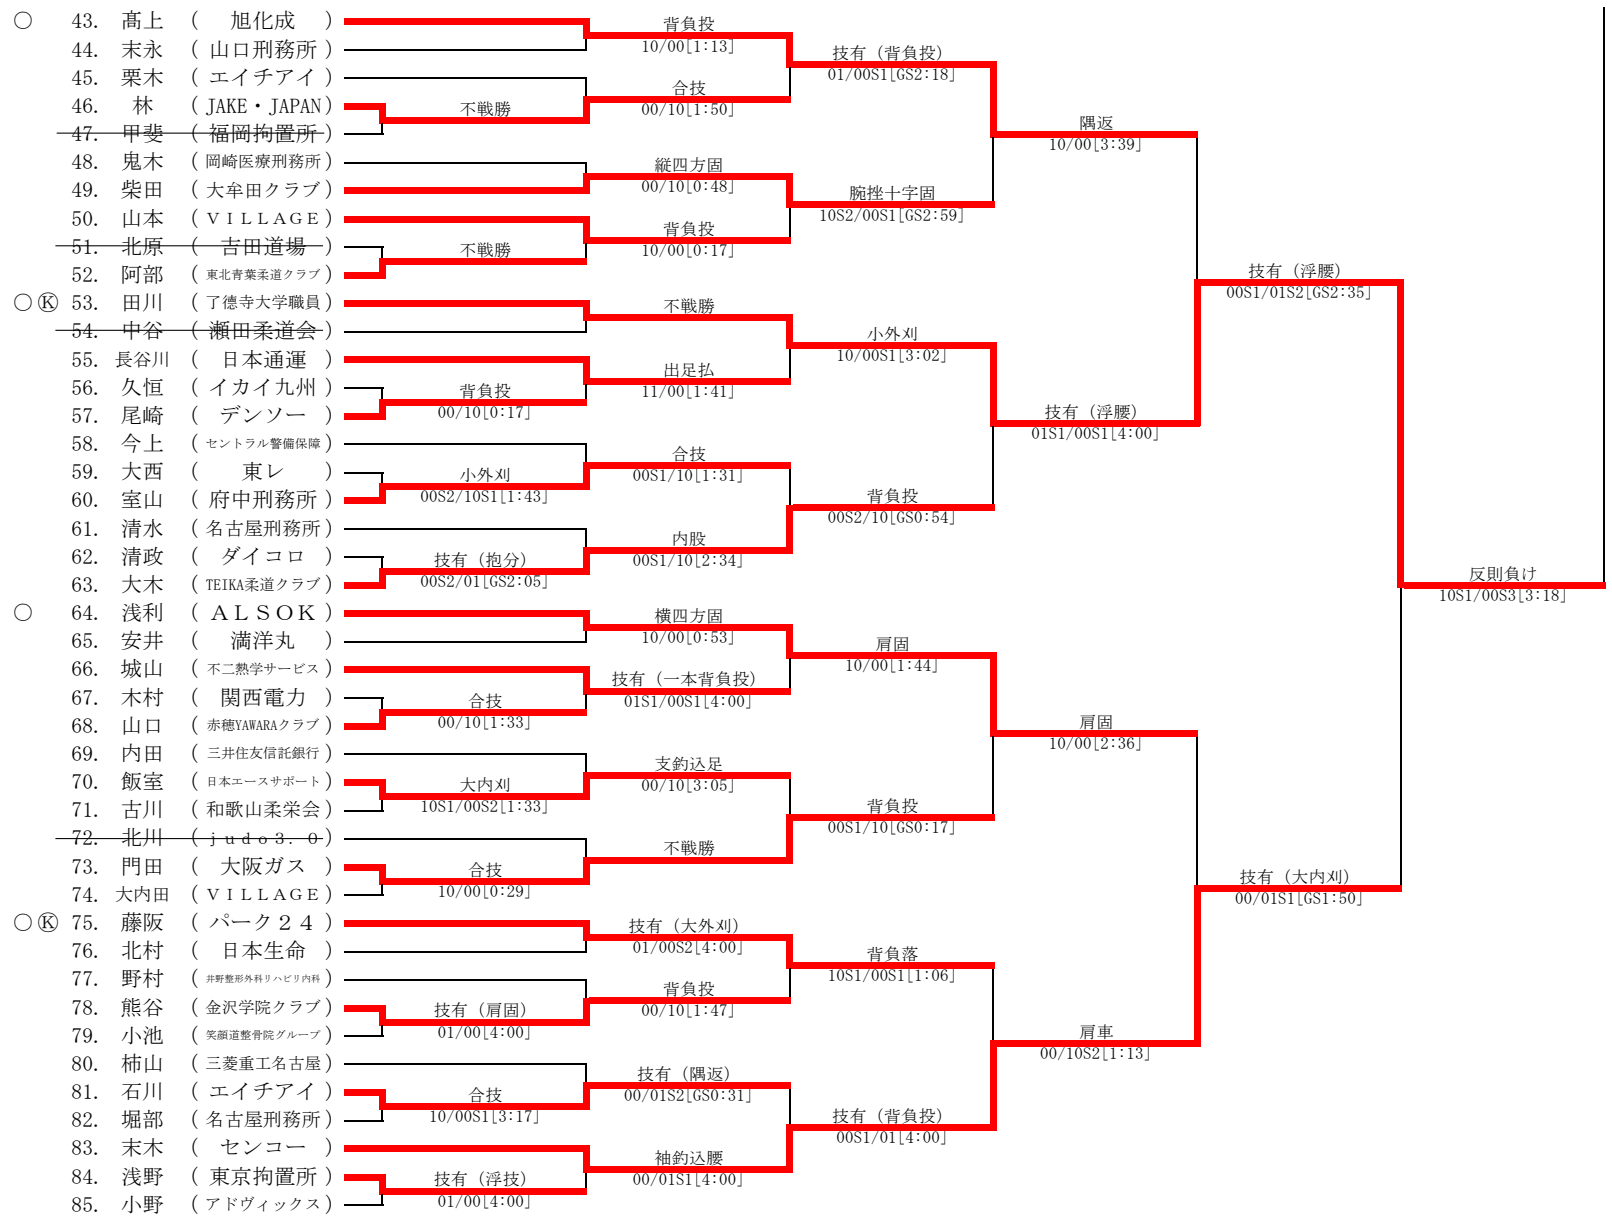 ○ 43. 髙上 ( 旭化成 )
44. 末永 ( 山口刑務所 )
45. 栗木 ( エイチアイ )
46. 林 ( JAKE・JAPAN)
47. 甲斐 ( 福岡拘置所 )
48. 鬼木 ( 岡崎医療刑務所 )
49. 柴田 ( 大牟田クラブ )
50. 山本 ( ＶＩＬＬＡＧＥ )
51. 北原 ( 吉田道場 )
52. 阿部 ( 東北青葉柔道クラブ )
○Ⓚ 53. 田川 ( 了德寺大学職員 )
54. 中谷 ( 瀬田柔道会 )
55. 長谷川 ( 日本通運 )
56. 久恒 ( イカイ九州 )
57. 尾崎 ( デンソー )
58. 今上 ( セントラル警備保障 )
59. 大西 ( 東レ )
60. 室山 ( 府中刑務所 )
61. 清水 ( 名古屋刑務所 )
62. 清政 ( ダイコロ )
63. 大木 ( TEIKA柔道クラブ )
○ 64. 浅利 ( ＡＬＳＯＫ )
65. 安井 ( 満洋丸 )
66. 城山 ( 不二熱学サービス )
67. 木村 ( 関西電力 )
68. 山口 ( 赤穂YAWARAクラブ )
69. 内田 ( 三井住友信託銀行 )
70. 飯室 ( 日本エースサポート )
71. 古川 ( 和歌山柔栄会 )
72. 北川 ( ｊｕｄｏ３．０ )
73. 門田 ( 大阪ガス )
74. 大内田 ( ＶＩＬＬＡＧＥ )
○Ⓚ 75. 藤阪 ( パーク２４ )
76. 北村 ( 日本生命 )
77. 野村 ( 井野整形外科リハビリ内科 )
78. 熊谷 ( 金沢学院クラブ )
79. 小池 ( 笑顔道整骨院グループ )
80. 柿山 ( 三菱重工名古屋 )
81. 石川 ( エイチアイ )
82. 堀部 ( 名古屋刑務所 )
83. 末木 ( センコー )
84. 浅野 ( 東京拘置所 )
85. 小野 ( アドヴィックス )
不戦勝
不戦勝
背負投
00/10[0:17]
小外刈
00S2/10S1[1:43]
技有（抱分）
00S2/01[GS2:05]
合技
00/10[1:33]
大内刈
10S1/00S2[1:33]
合技
10/00[0:29]
技有（肩固）
01/00[4:00]
合技
10/00S1[3:17]
技有（浮技）
01/00[4:00]
背負投
10/00[1:13]
合技
00/10[1:50]
縦四方固
00/10[0:48]
背負投
10/00[0:17]
不戦勝
出足払
11/00[1:41]
合技
00S1/10[1:31]
内股
00S1/10[2:34]
横四方固
10/00[0:53]
技有（一本背負投）
01S1/00S1[4:00]
支釣込足
00/10[3:05]
不戦勝
技有（大外刈）
01/00S2[4:00]
背負投
00/10[1:47]
技有（隅返）
00/01S2[GS0:31]
袖釣込腰
00/01S1[4:00]
技有（背負投）
01/00S1[GS2:18]
腕挫十字固
10S2/00S1[GS2:59]
小外刈
10/00S1[3:02]
背負投
00S2/10[GS0:54]
肩固
10/00[1:44]
背負投
00S1/10[GS0:17]
背負落
10S1/00S1[1:06]
技有（背負投）
00S1/01[4:00]
隅返
10/00[3:39]
技有（浮腰）
01S1/00S1[4:00]
肩固
10/00[2:36]
肩車
00/10S2[1:13]
技有（浮腰）
00S1/01S2[GS2:35]
技有（大内刈）
00/01S1[GS1:50]
反則負け
10S1/00S3[3:18]